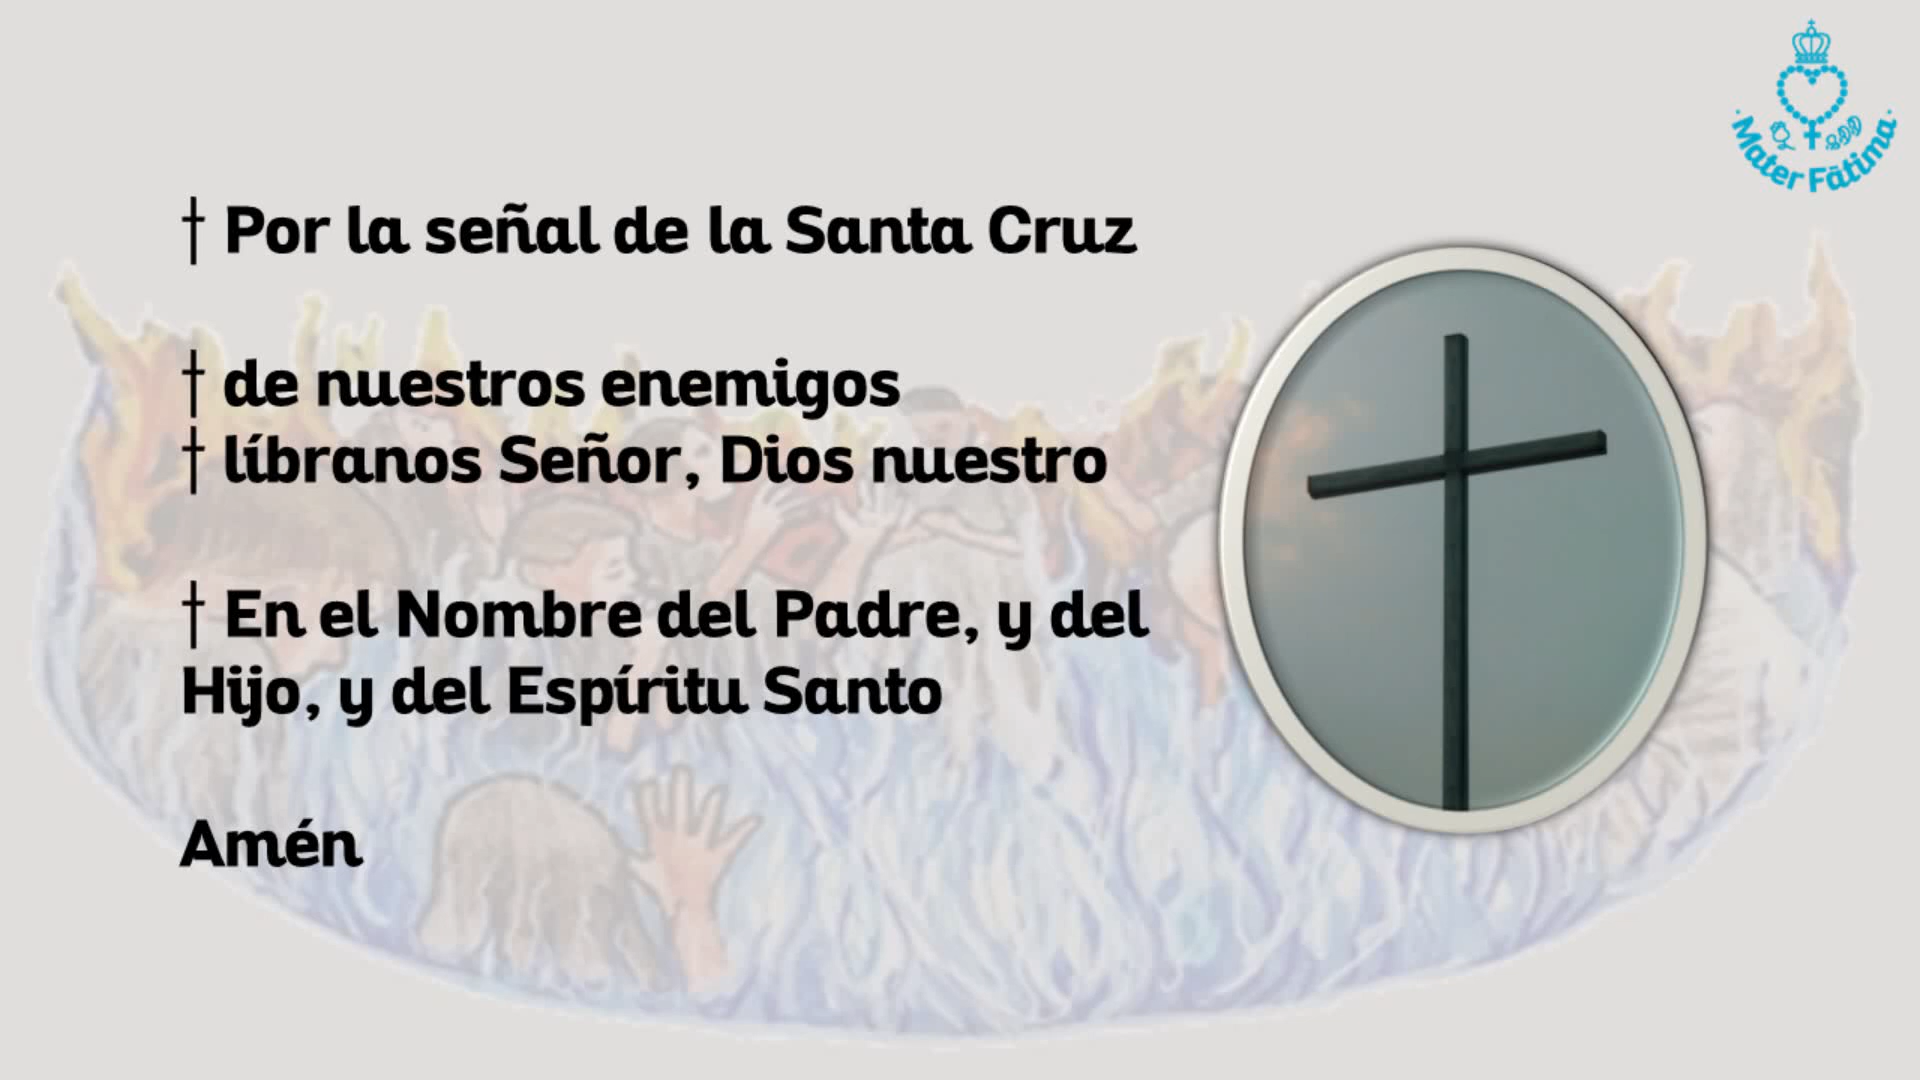 † Por la señal de la Santa Cruz
† de nuestros enemigos
† líbranos Señor, Dios nuestro
† En el Nombre del Padre, y del
Hijo, y del Espíritu Santo
Amén
· Mater Fátima ·